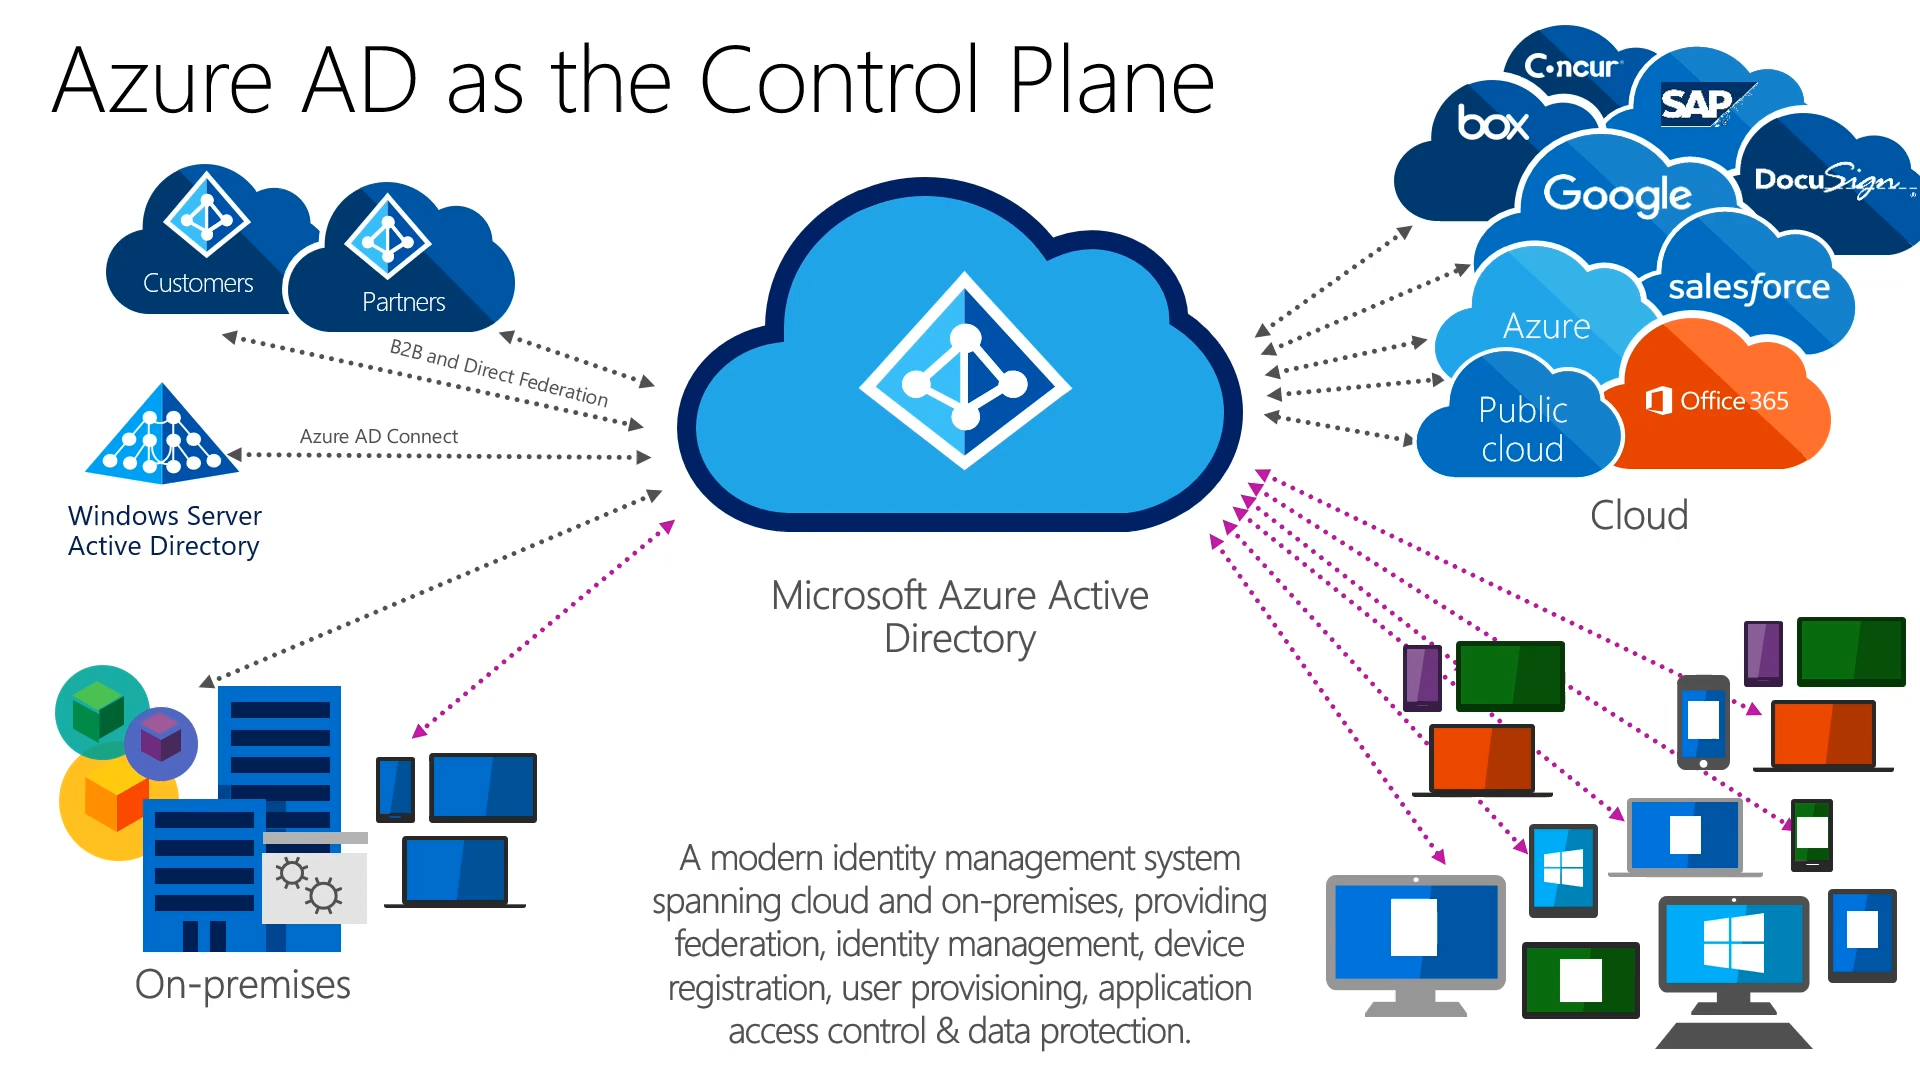 Azure AD as the Control Plane
Concur
SAP
box
DocuSign
Google
Customers
Partners
salesforce
Azure
B2B and Direct Federation
Office 365
Public
cloud
Azure AD Connect
Windows Server
Active Directory
Cloud
Microsoft Azure Active
Directory
On-premises
A modern identity management system
spanning cloud and on-premises, providing
federation, identity management, device
registration, user provisioning, application
access control & data protection.